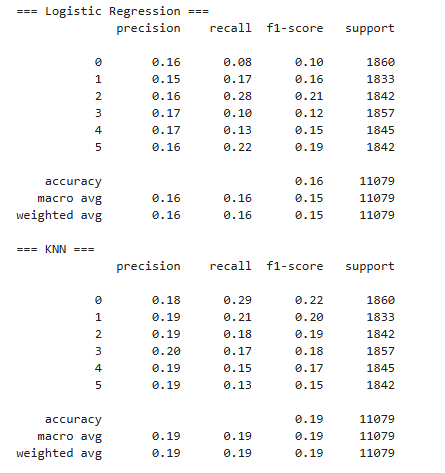 === Logistic Regression ===
precision recall f1-score support
0 0.16 0.08 0.10 1860
1 0.15 0.17 0.16 1833
2 0.16 0.28 0.21 1842
3 0.17 0.10 0.12 1857
4 0.17 0.13 0.15 1845
5 0.16 0.22 0.19 1842
accuracy 0.16 11079
macro avg 0.16 0.16 0.15 11079
weighted avg 0.16 0.16 0.15 11079
=== KNN ===
precision recall f1-score support
0 0.18 0.29 0.22 1860
1 0.19 0.21 0.20 1833
2 0.19 0.18 0.19 1842
3 0.20 0.17 0.18 1857
4 0.19 0.15 0.17 1845
5 0.19 0.13 0.15 1842
accuracy 0.19 11079
macro avg 0.19 0.19 0.19 11079
weighted avg 0.19 0.19 0.19 11079